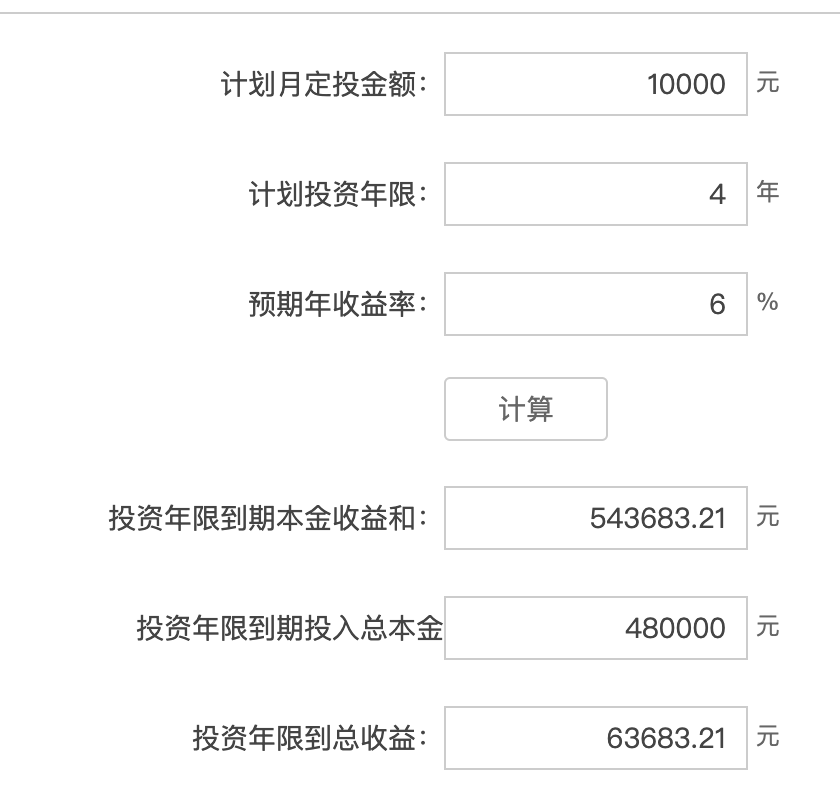 计划月定投金额： 10000 元
计划投资年限： 4 年
预期年收益率： 6 %
计算
投资年限到期本金收益和： 543683.21 元
投资年限到期投入总本金 480000 元
投资年限到总收益： 63683.21 元